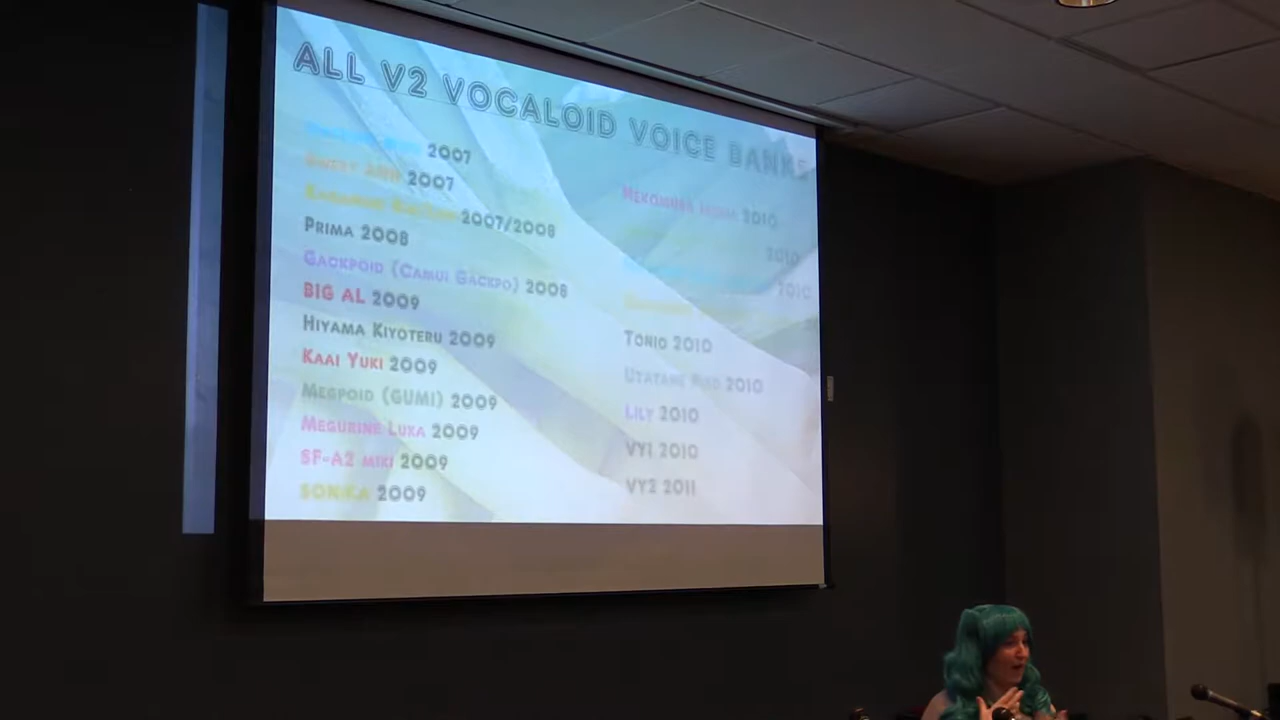 ALL V2 VOCALOID VOICE BANKS
2007
SWEET ANN 2007
2007/2008
PRIMA 2008
GACKPOID (CAMUI GACKPO) 2008
BIG AL 2009
HIYAMA KIYOTERU 2009
KAAI YUKI 2009
MEGPOID (GUMI) 2009
MEGURINE LUKA 2009
SF-A2 MIKI 2009
SONIKA 2009
NEKOMURA IROHA 2010
2010
2010
TONIO 2010
UTATANE PIKO 2010
LILY 2010
VY1 2010
VY2 2011